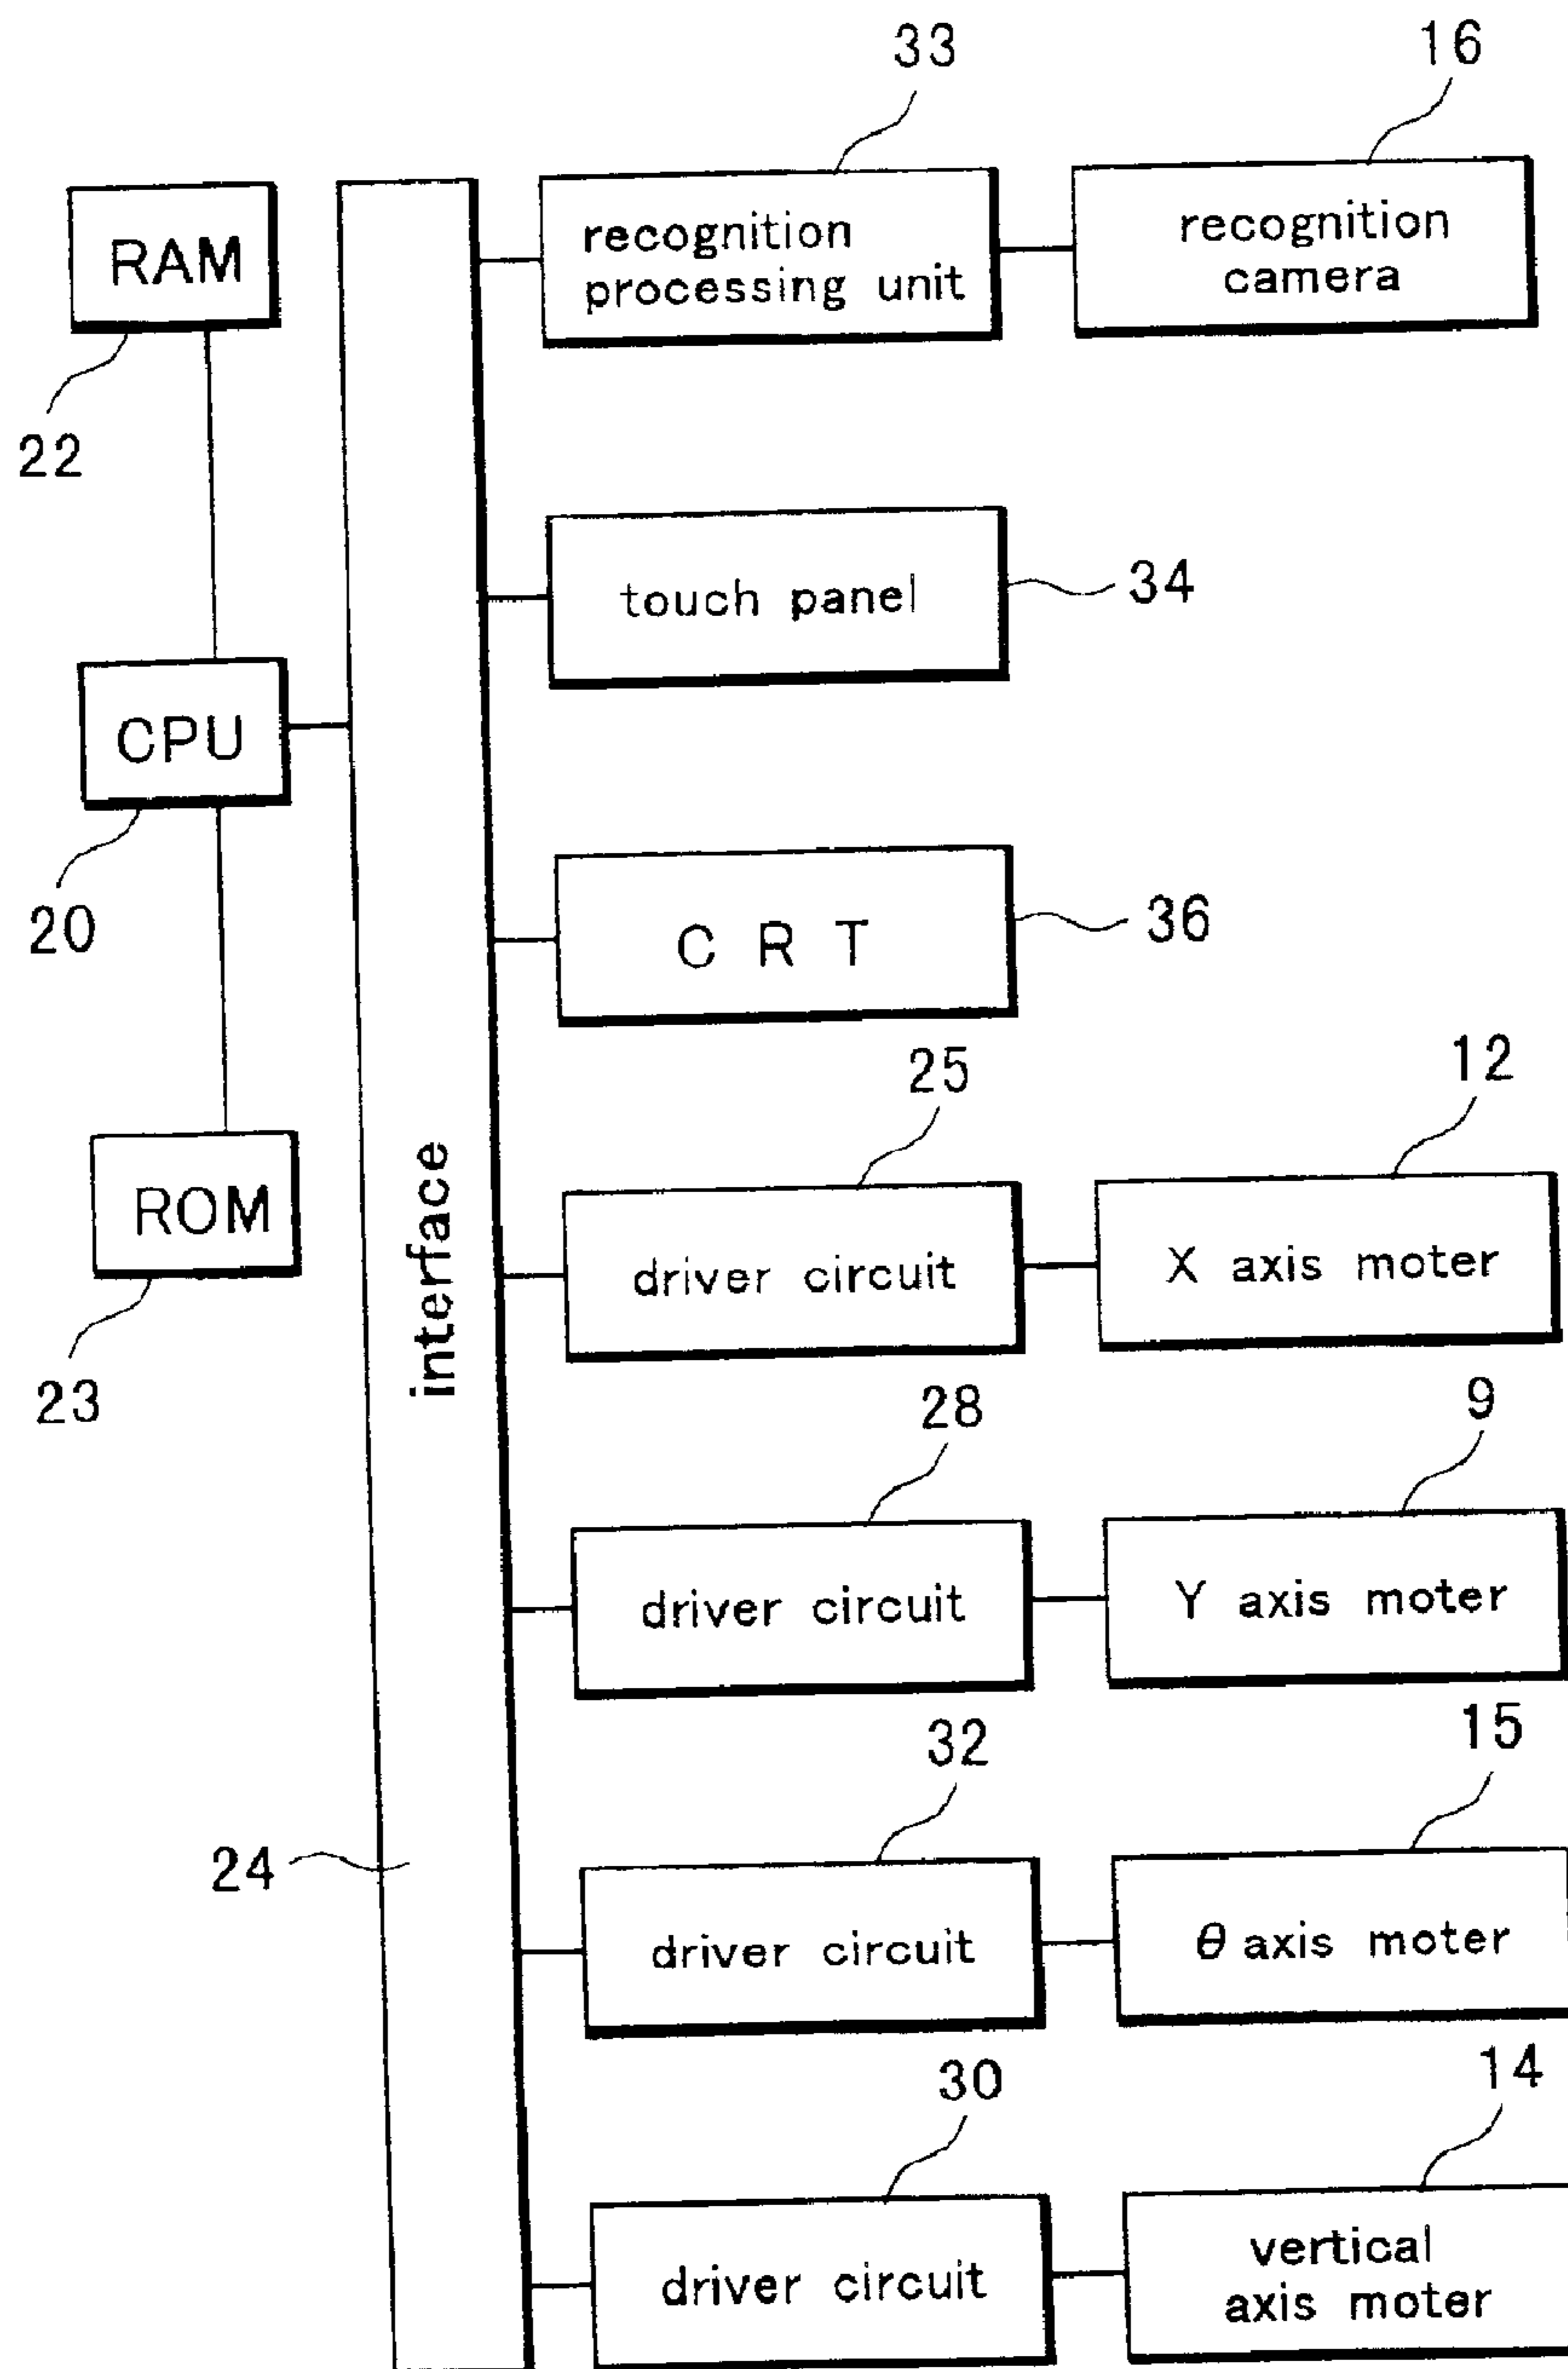 33
16
RAM
recognition
processing unit
recognition
camera
22
touch panel
34
CPU
20
C R T
36
25
12
ROM
interface
driver circuit
X axis moter
23
28
9
driver circuit
Y axis moter
32
15
24
driver circuit
θ axis moter
30
14
driver circuit
vertical
axis moter